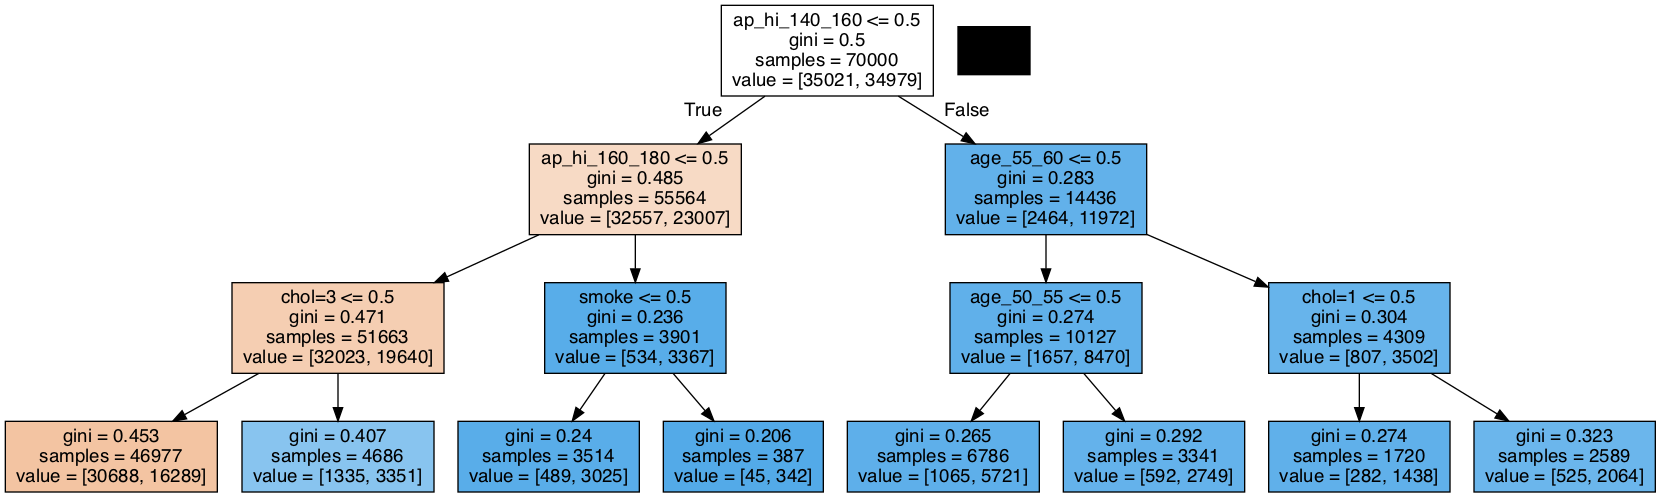 ap_hi_140_160 <= 0.5
gini = 0.5
samples = 70000
value = [35021, 34979]
True
False
ap_hi_160_180 <= 0.5
gini = 0.485
samples = 55564
value = [32557, 23007]
age_55_60 <= 0.5
gini = 0.283
samples = 14436
value = [2464, 11972]
chol=3 <= 0.5
gini = 0.471
samples = 51663
value = [32023, 19640]
smoke <= 0.5
gini = 0.236
samples = 3901
value = [534, 3367]
age_50_55 <= 0.5
gini = 0.274
samples = 10127
value = [1657, 8470]
chol=1 <= 0.5
gini = 0.304
samples = 4309
value = [807, 3502]
gini = 0.453
samples = 46977
value = [30688, 16289]
gini = 0.407
samples = 4686
value = [1335, 3351]
gini = 0.24
samples = 3514
value = [489, 3025]
gini = 0.206
samples = 387
value = [45, 342]
gini = 0.265
samples = 6786
value = [1065, 5721]
gini = 0.292
samples = 3341
value = [592, 2749]
gini = 0.274
samples = 1720
value = [282, 1438]
gini = 0.323
samples = 2589
value = [525, 2064]